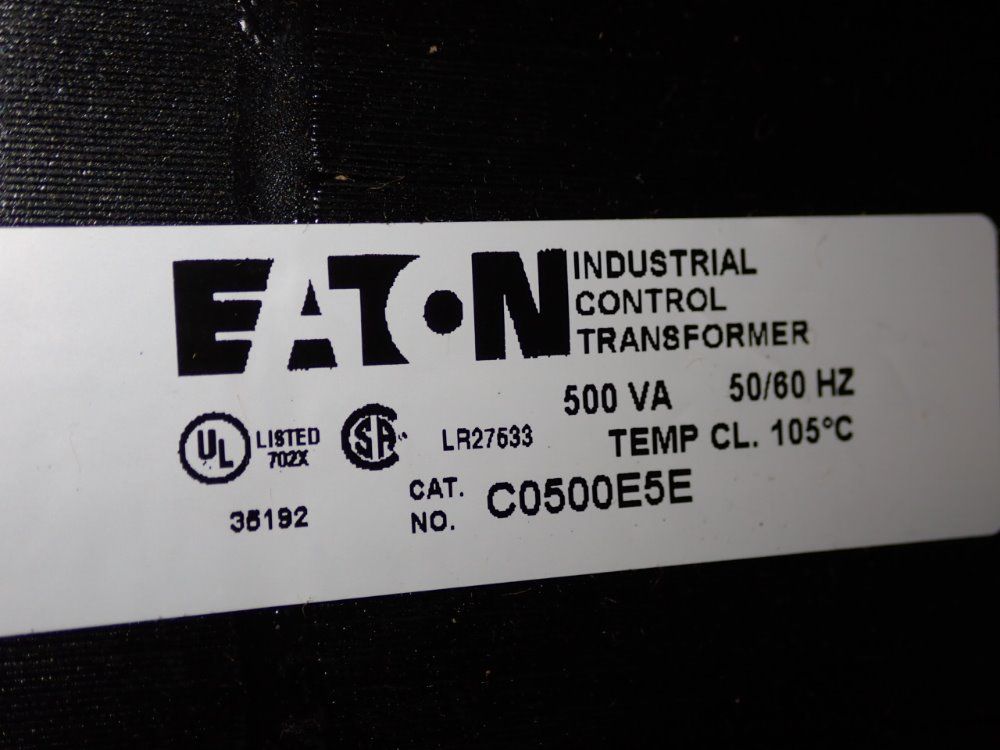 EATON
INDUSTRIAL
CONTROL
TRANSFORMER
500 VA 50/60 HZ
UL LISTED
702X
SA LR27533
TEMP CL. 105°C
CAT.
NO. C0500E5E
35192